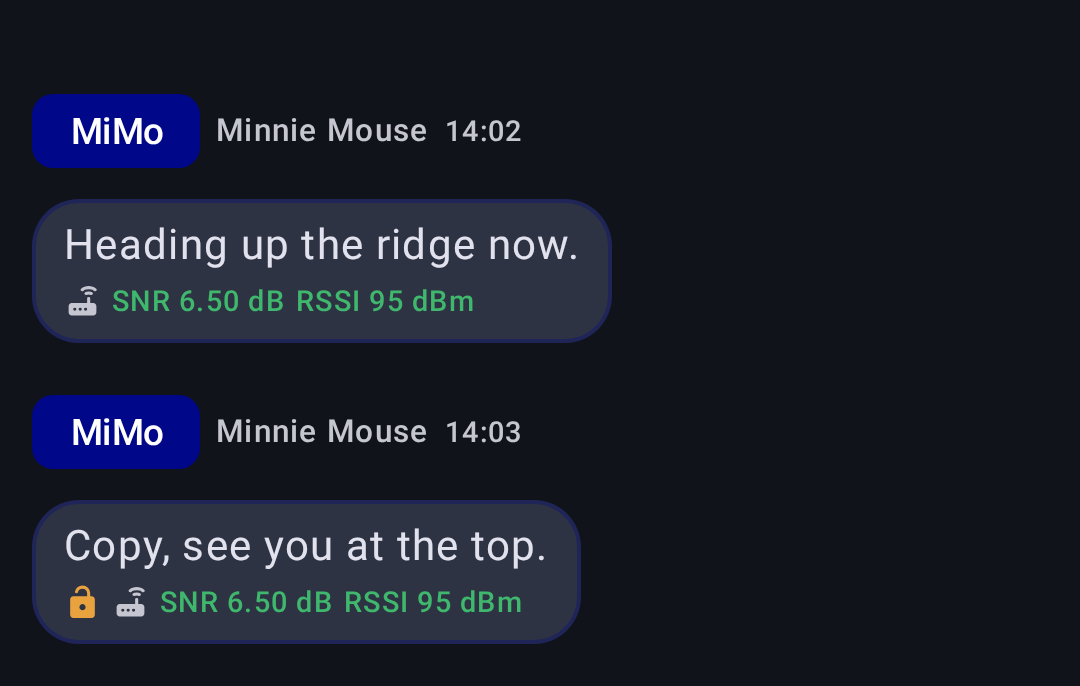 MiMo Minnie Mouse 14:02
Heading up the ridge now.
SNR 6.50 dB RSSI 95 dBm
MiMo Minnie Mouse 14:03
Copy, see you at the top.
SNR 6.50 dB RSSI 95 dBm